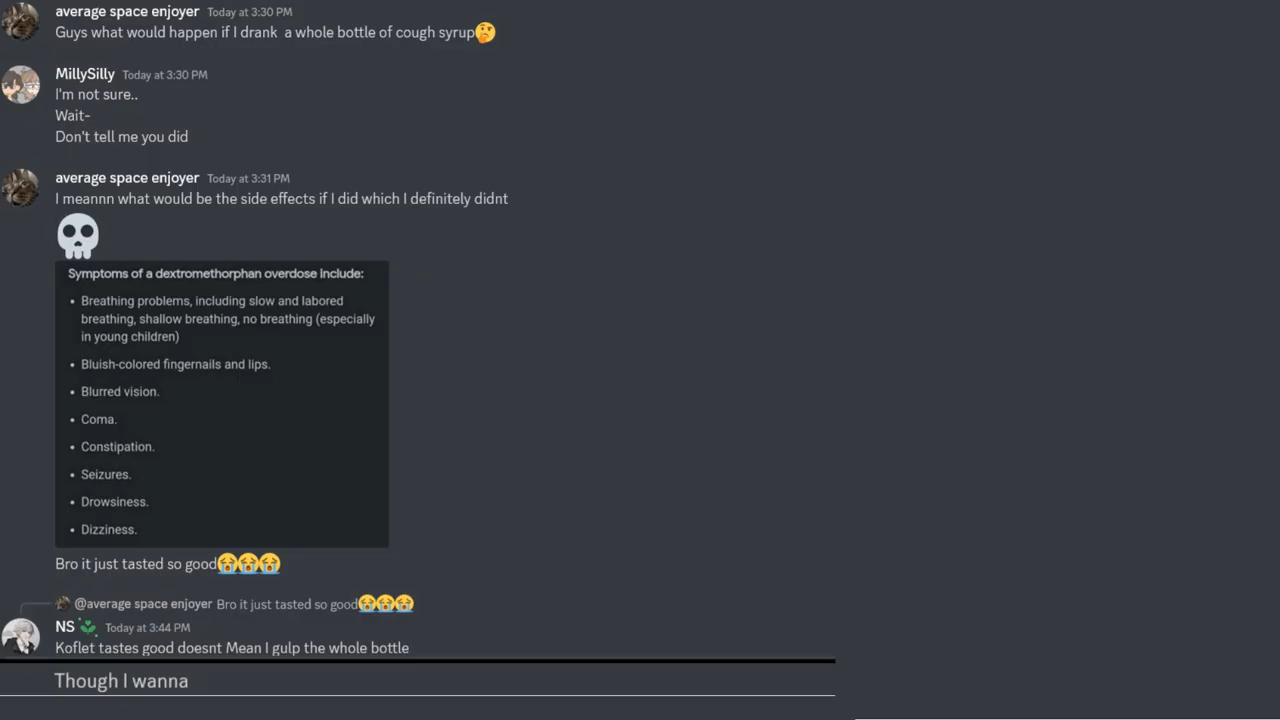 average space enjoyer Today at 3:30 PM
Guys what would happen if I drank a whole bottle of cough syrup🤔
MillySilly Today at 3:30 PM
I'm not sure..
Wait-
Don't tell me you did
average space enjoyer Today at 3:31 PM
I meannn what would be the side effects if I did which I definitely didnt
💀
Symptoms of a dextromethorphan overdose include:
• Breathing problems, including slow and labored
breathing, shallow breathing, no breathing (especially
in young children)
• Bluish-colored fingernails and lips.
• Blurred vision.
• Coma.
• Constipation.
• Seizures.
• Drowsiness.
• Dizziness.
Bro it just tasted so good😭😭😭
@average space enjoyer Bro it just tasted so good😭😭😭
NS Today at 3:44 PM
Koflet tastes good doesnt Mean I gulp the whole bottle
Though I wanna